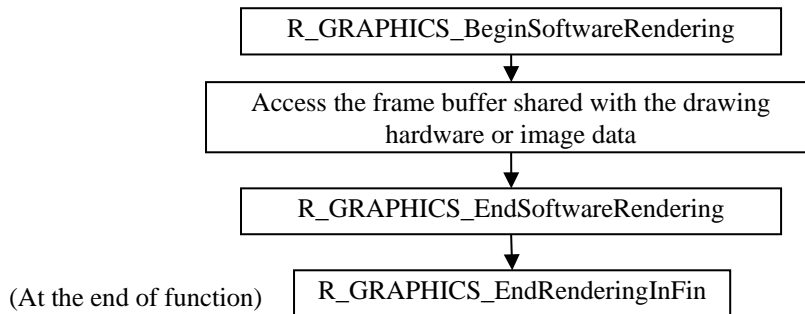 R_GRAPHICS_BeginSoftwareRendering
Access the frame buffer shared with the drawing
hardware or image data
R_GRAPHICS_EndSoftwareRendering
(At the end of function) R_GRAPHICS_EndRenderingInFin